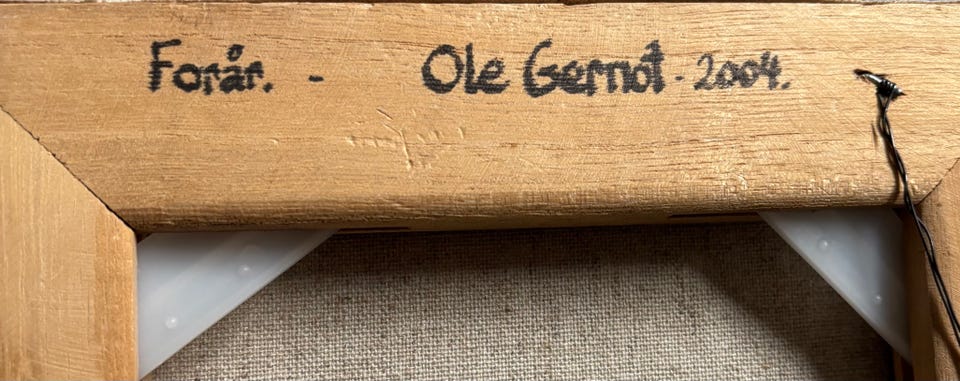 Forår. - Ole Gernot · 2004.